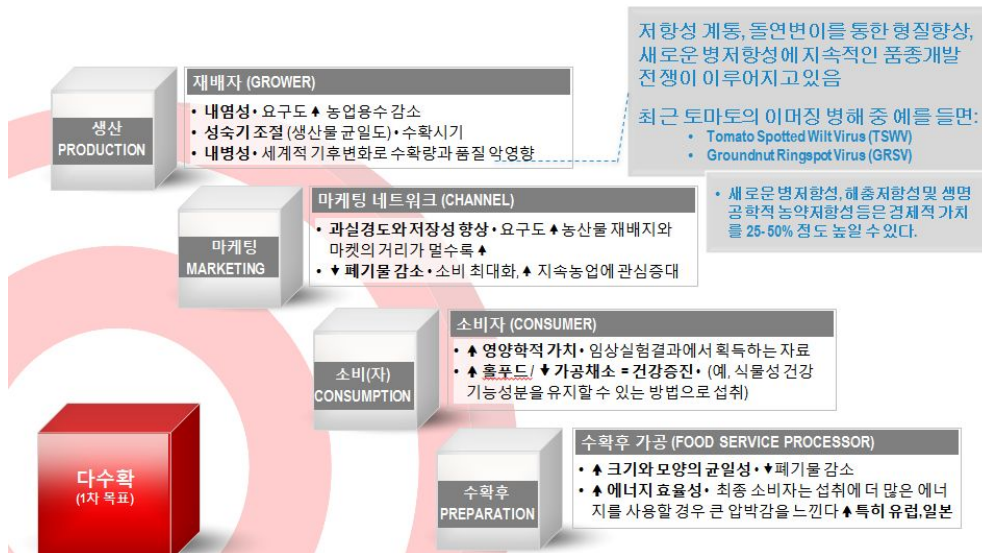 저항성 계통, 돌연변이를 통한 형질향상,
새로운 병저항성에 지속적인 품종개발
전쟁이 이루어지고 있음
최근 토마토의 이머징 병해 중 예를 들면:
• Tomato Spotted Wilt Virus (TSWV)
• Groundnut Ringspot Virus (GRSV)
• 새로운 병저항성, 해충저항성및 생명
공학적 농약저항성등은 경제적 가치
를 25-50% 정도 높일 수 있다.
생산
PRODUCTION
재배자 (GROWER)
• 내염성 • 요구도 ↑ 농업용수 감소
• 성숙기 조절 (생산물 균일도) • 수확시기
• 내병성 • 세계적 기후변화로 수확량과 품질 악영향
마케팅
MARKETING
마케팅 네트워크 (CHANNEL)
• 과실경도와 저장성 향상 • 요구도 ↑ 농산물 재배지와
마켓의 거리가 멀수록 ↑
• ↓ 폐기물 감소 • 소비 최대화, ↑ 지속농업에 관심증대
소비(자)
CONSUMPTION
소비자 (CONSUMER)
• ↑ 영양학적 가치 • 임상실험결과에서 획득하는 자료
• ↑ 홀푸드/ ↓ 가공채소 = 건강증진 • (예, 식물성 건강
기능성분을 유지할 수 있는 방법으로 섭취)
수확후
PREPARATION
수확후 가공 (FOOD SERVICE PROCESSOR)
• ↑ 크기와 모양의 균일성 • ↓폐기물 감소
• ↑ 에너지 효율성 • 최종 소비자는 섭취에 더 많은 에너
지를 사용할 경우 큰 압박감을 느낀다 ↑ 특히 유럽,일본
다수확
(1차 목표)